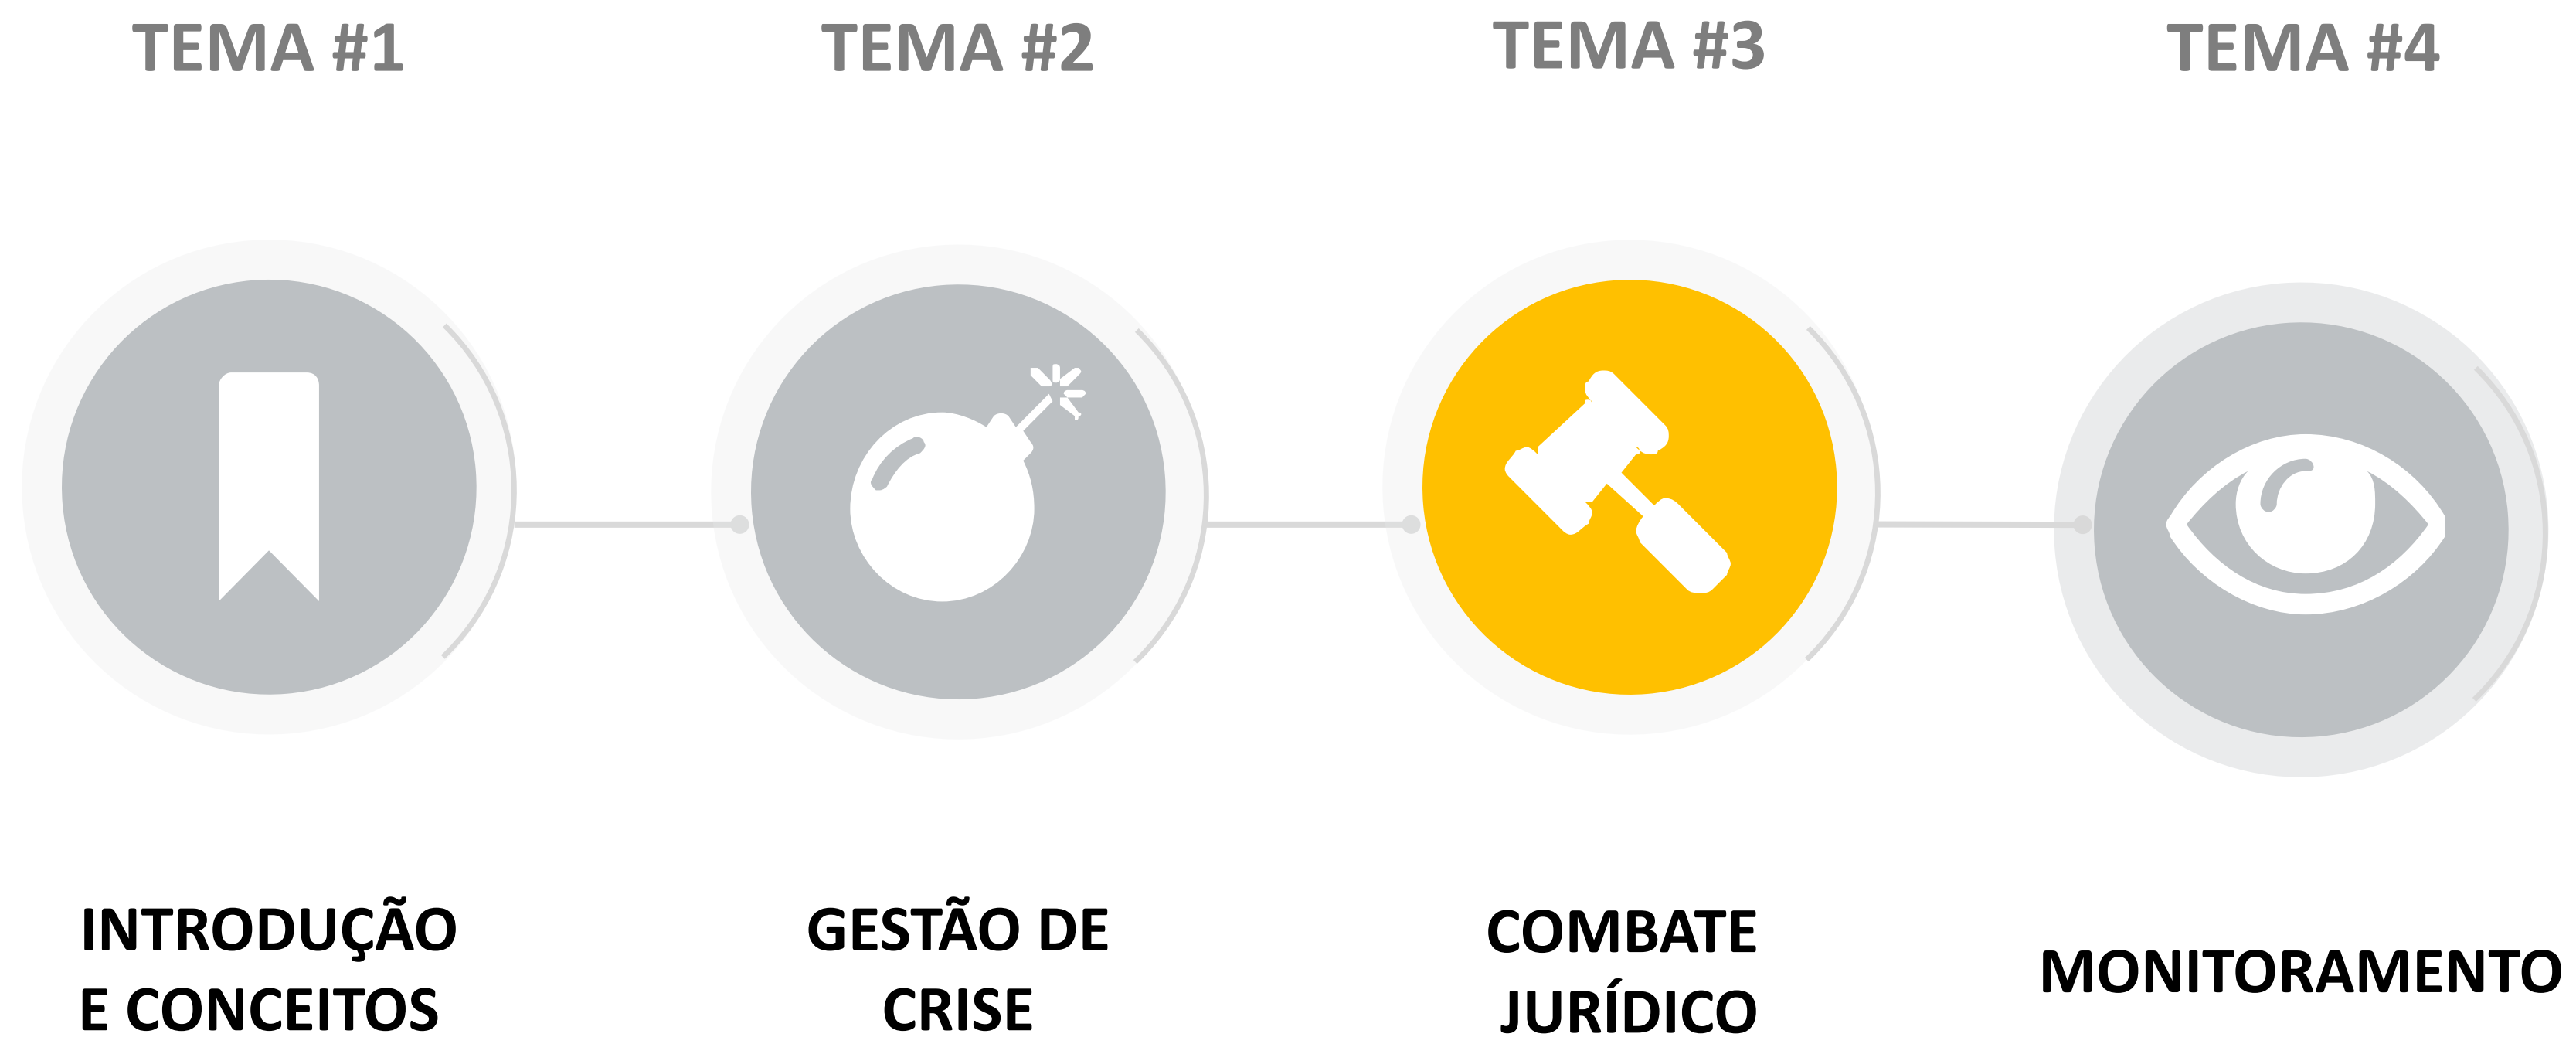 TEMA #1
TEMA #2
TEMA #3
TEMA #4
INTRODUÇÃO
E CONCEITOS
GESTÃO DE
CRISE
COMBATE
JURÍDICO
MONITORAMENTO